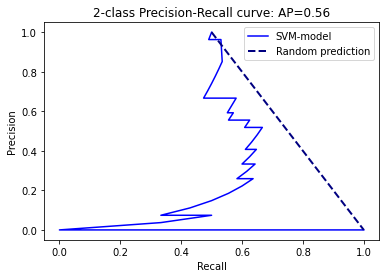 2-class Precision-Recall curve: AP=0.56
SVM-model
Random prediction
Precision
1.0
0.8
0.6
0.4
0.2
0.0
0.0 0.2 0.4 0.6 0.8 1.0
Recall